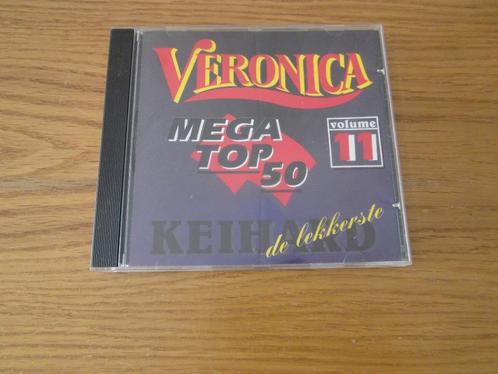 VERONICA
MEGA
TOP
50
volume
11
KEIHARD
de lekkerste